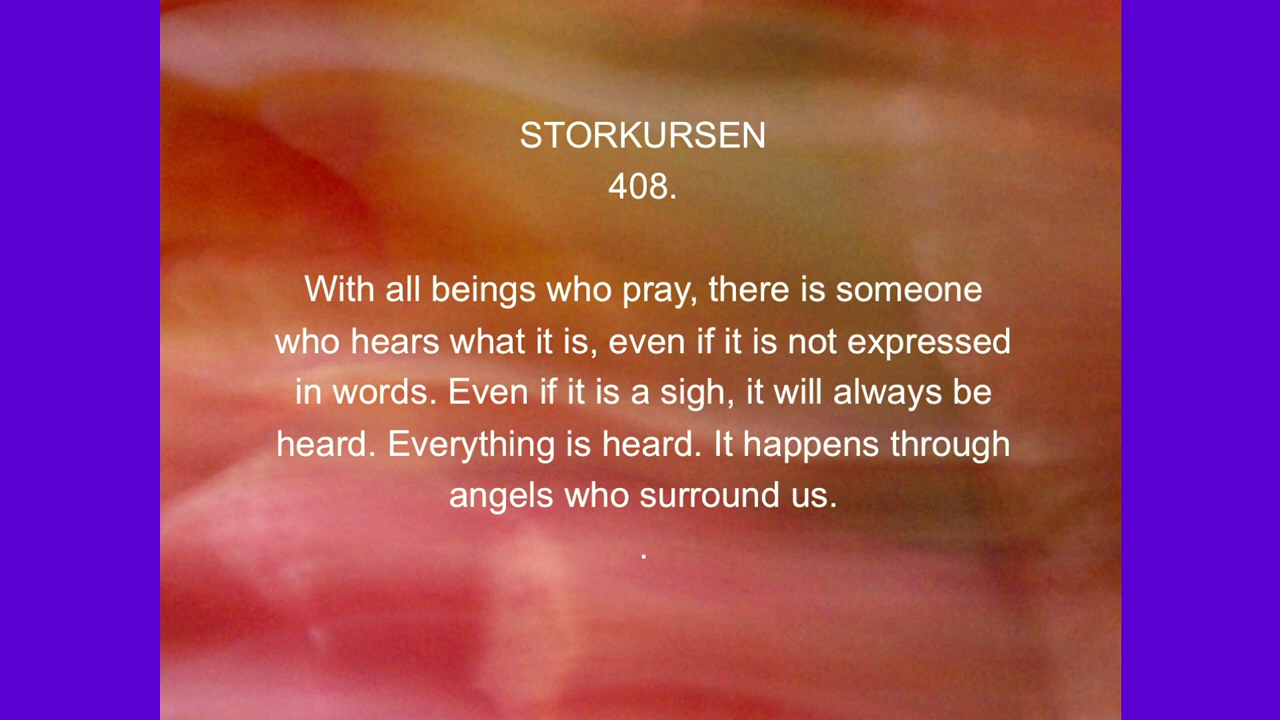 STORKURSEN
408.
With all beings who pray, there is someone
who hears what it is, even if it is not expressed
in words. Even if it is a sigh, it will always be
heard. Everything is heard. It happens through
angels who surround us.
.